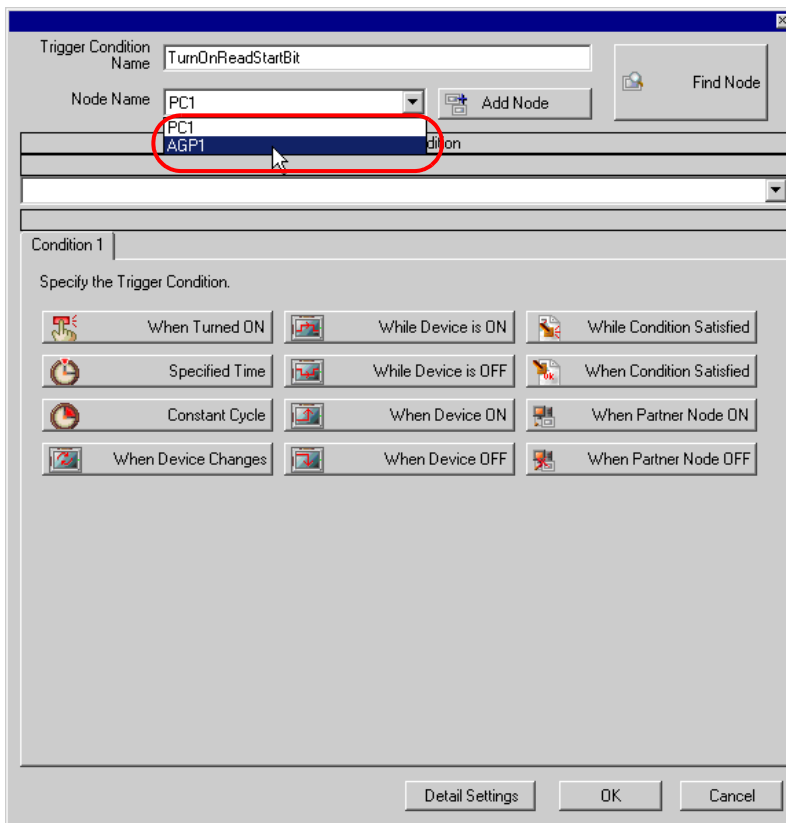 Trigger Condition
Name
TurnOnReadStartBit
Find Node
Node Name
PC1
Add Node
PC1
AGP1
dition
Condition 1
Specify the Trigger Condition.
When Turned ON
While Device is ON
While Condition Satisfied
Specified Time
While Device is OFF
When Condition Satisfied
Constant Cycle
When Device ON
When Partner Node ON
When Device Changes
When Device OFF
When Partner Node OFF
Detail Settings
OK
Cancel